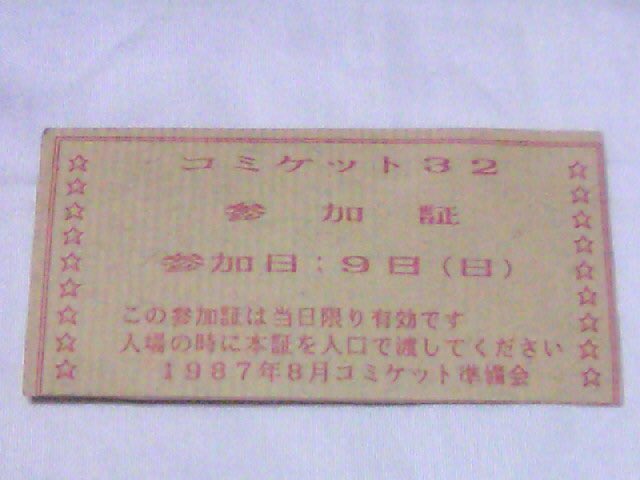 コミケット32
参加証
参加日：9日（日）
この参加証は当日限り有効です
入場の時に本証を入口で渡してください
1987年8月コミケット準備会